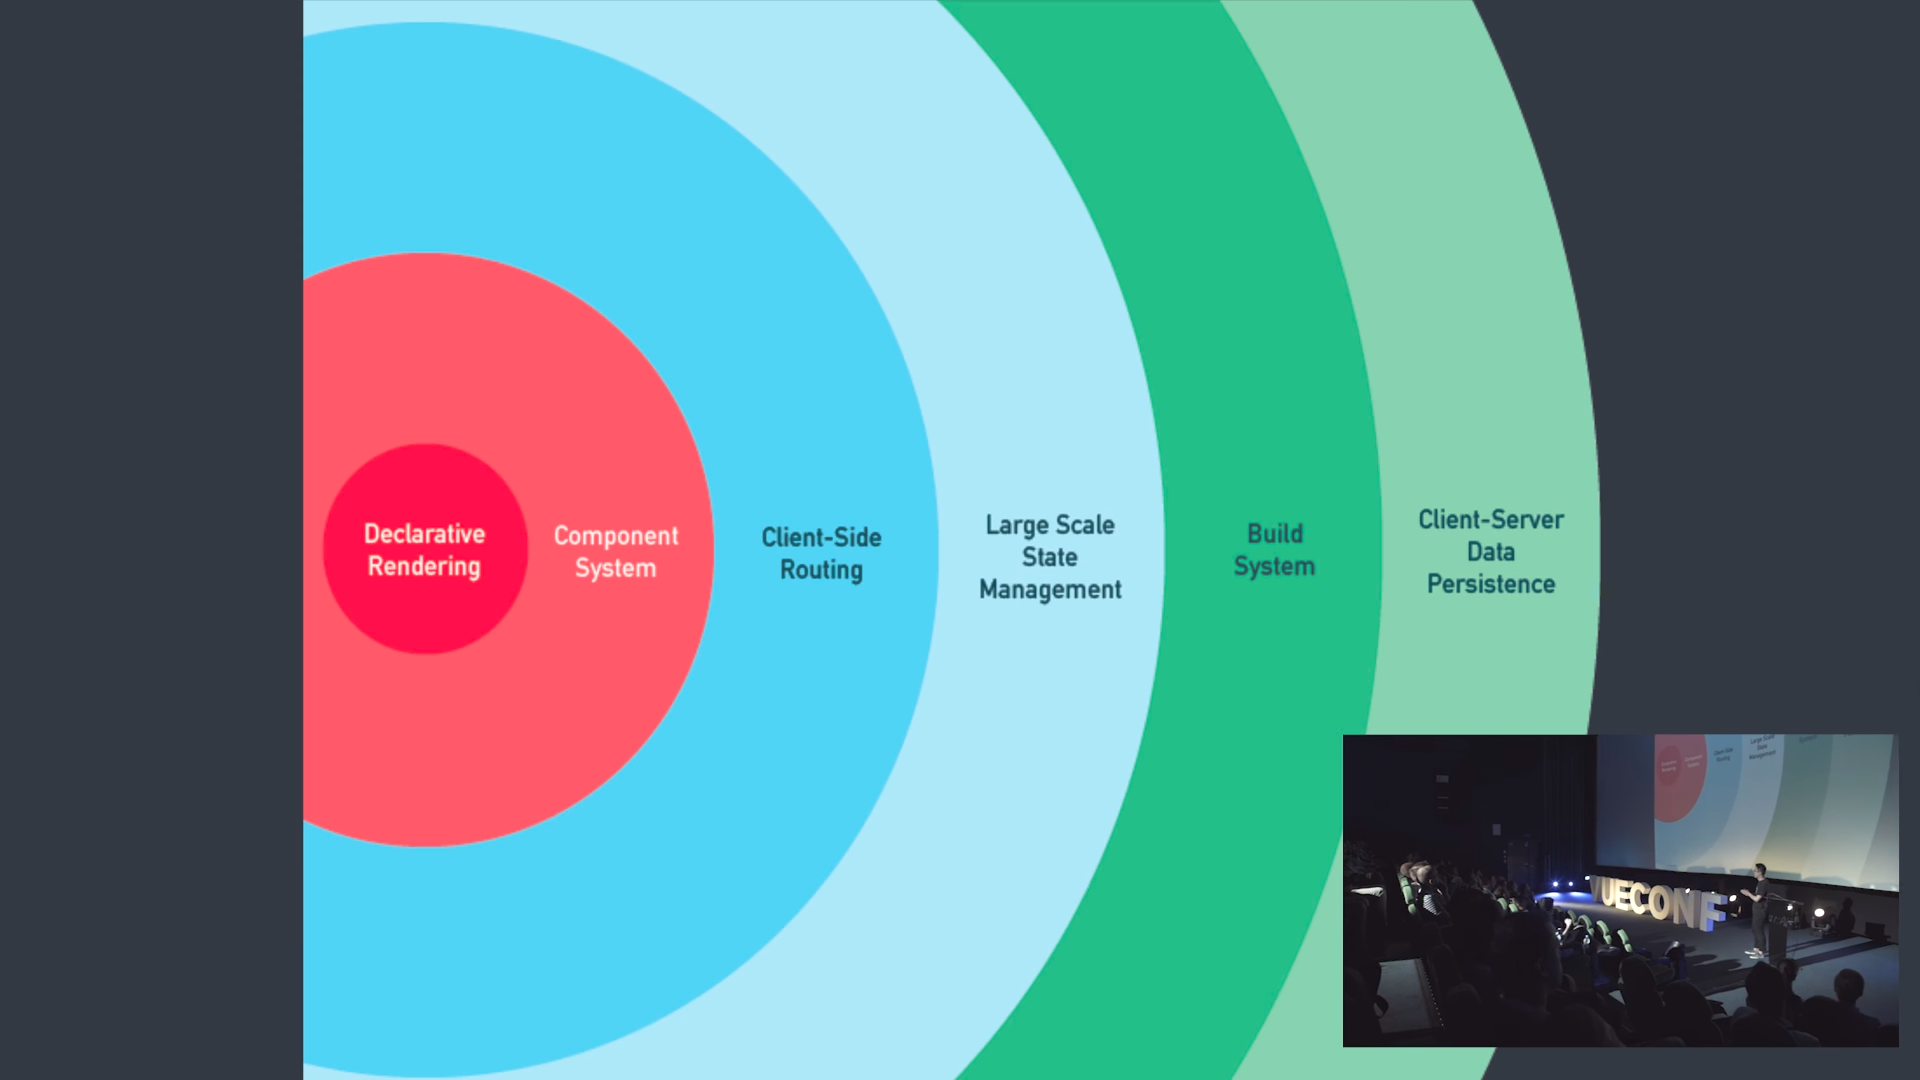 Declarative
Rendering
Component
System
Client-Side
Routing
Large Scale
State
Management
Build
System
Client-Server
Data
Persistence
VUECONF